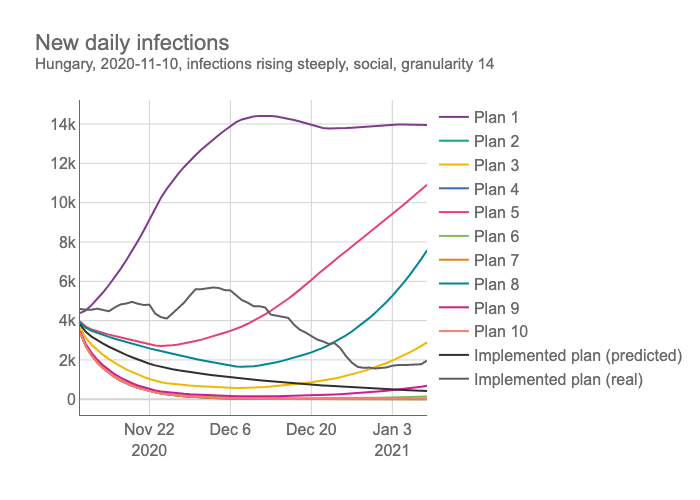 New daily infections
Hungary, 2020-11-10, infections rising steeply, social, granularity 14
14k
12k
10k
8k
6k
4k
2k
0
Nov 22
2020
Dec 6
Dec 20
Jan 3
2021
Plan 1
Plan 2
Plan 3
Plan 4
Plan 5
Plan 6
Plan 7
Plan 8
Plan 9
Plan 10
Implemented plan (predicted)
Implemented plan (real)